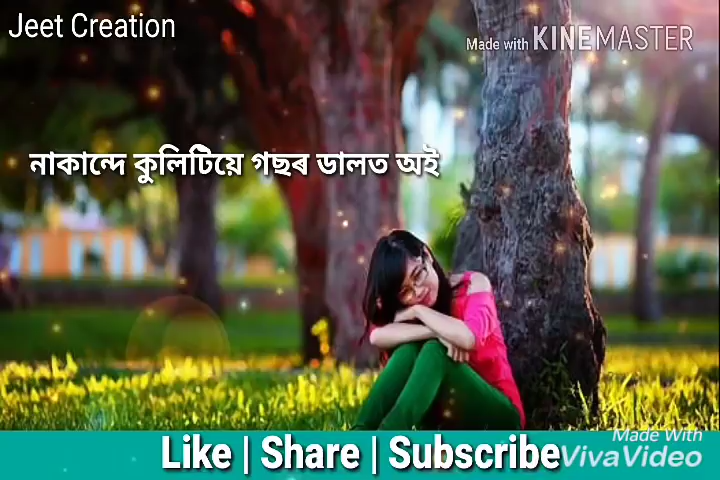 Jeet Creation
Made with KINEMASTER
নাকান্দে কুলিটিয়ে গছৰ ডালত অই
Like | Share | Subscribe
Made With
VivaVideo